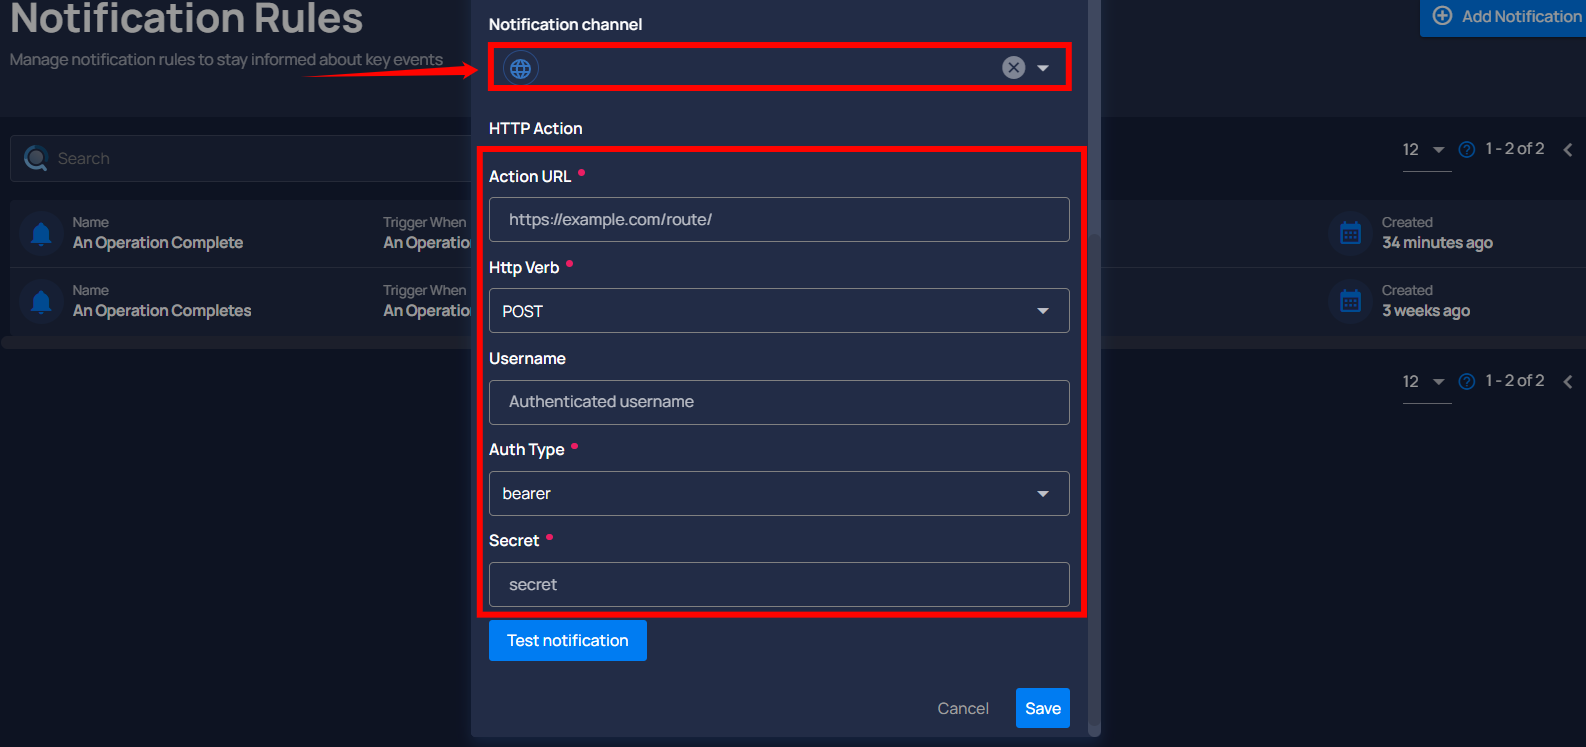 Notification Rules
Manage notification rules to stay informed about key events
Add Notification
Search
12
1 - 2 of 2
Name
An Operation Complete
Trigger When
An Operatio
Created
34 minutes ago
Name
An Operation Completes
Trigger When
An Operatio
Created
3 weeks ago
12
1 - 2 of 2
Notification channel
HTTP Action
Action URL
https://example.com/route/
Http Verb
POST
Username
Authenticated username
Auth Type
bearer
Secret
secret
Test notification
Cancel
Save